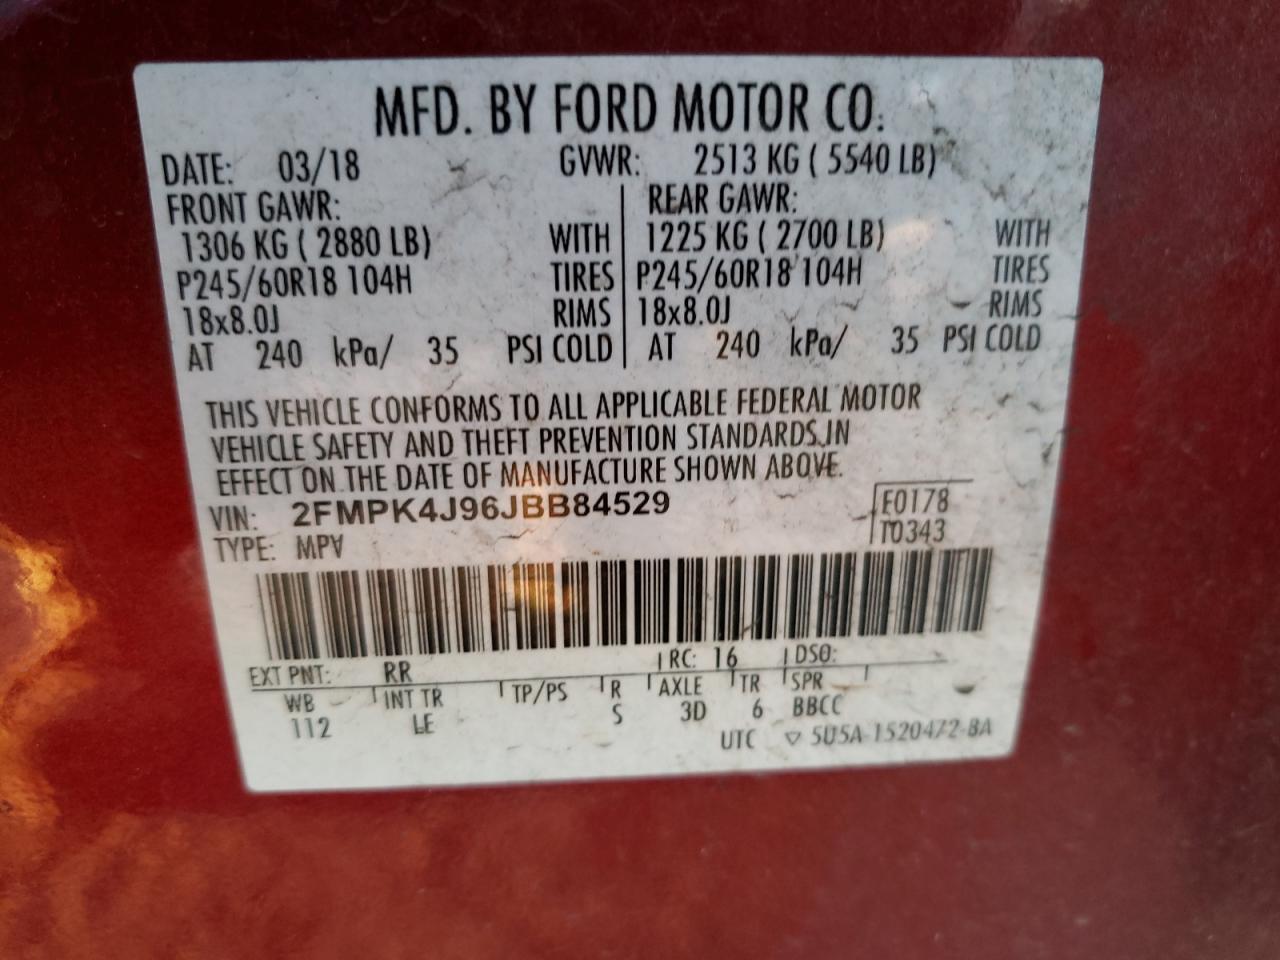 MFD. BY FORD MOTOR CO.
DATE: 03/18 GVWR: 2513 KG ( 5540 LB)
FRONT GAWR: REAR GAWR:
1306 KG ( 2880 LB) WITH 1225 KG ( 2700 LB) WITH
P245/60R18 104H TIRES P245/60R18 104H TIRES
18x8.0J RIMS 18x8.0J RIMS
AT 240 kPa/ 35 PSI COLD AT 240 kPa/ 35 PSI COLD
THIS VEHICLE CONFORMS TO ALL APPLICABLE FEDERAL MOTOR
VEHICLE SAFETY AND THEFT PREVENTION STANDARDS IN
EFFECT ON THE DATE OF MANUFACTURE SHOWN ABOVE.
VIN: 2FMPK4J96JBB84529 F0178
TYPE: MPV T0343
EXT PNT: RR RC: 16 DSO:
WB INT TR TP/PS R AXLE TR SPR
112 LE S 3D 6 BBCC
UTC ▽ 5U5A-1520472-BA